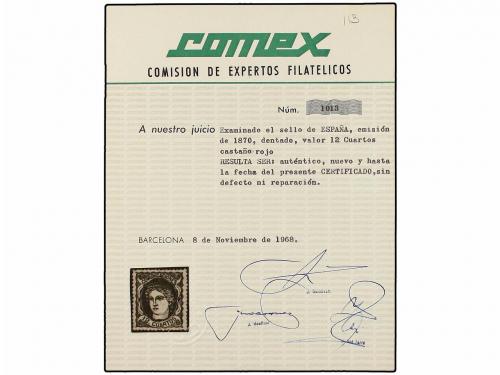 113
comex
COMISION DE EXPERTOS FILATELICOS
Núm. 1013
A nuestro juicio Examinado el sello de ESPAÑA, emisión
de 1870, dentado, valor 12 Cuartos
castaño rojo
RESULTA SER: auténtico, nuevo y hasta
la fecha del presente CERTIFICADO, sin
defecto ni reparación.
BARCELONA 8 de Noviembre de 1968.
12 CUARTOS